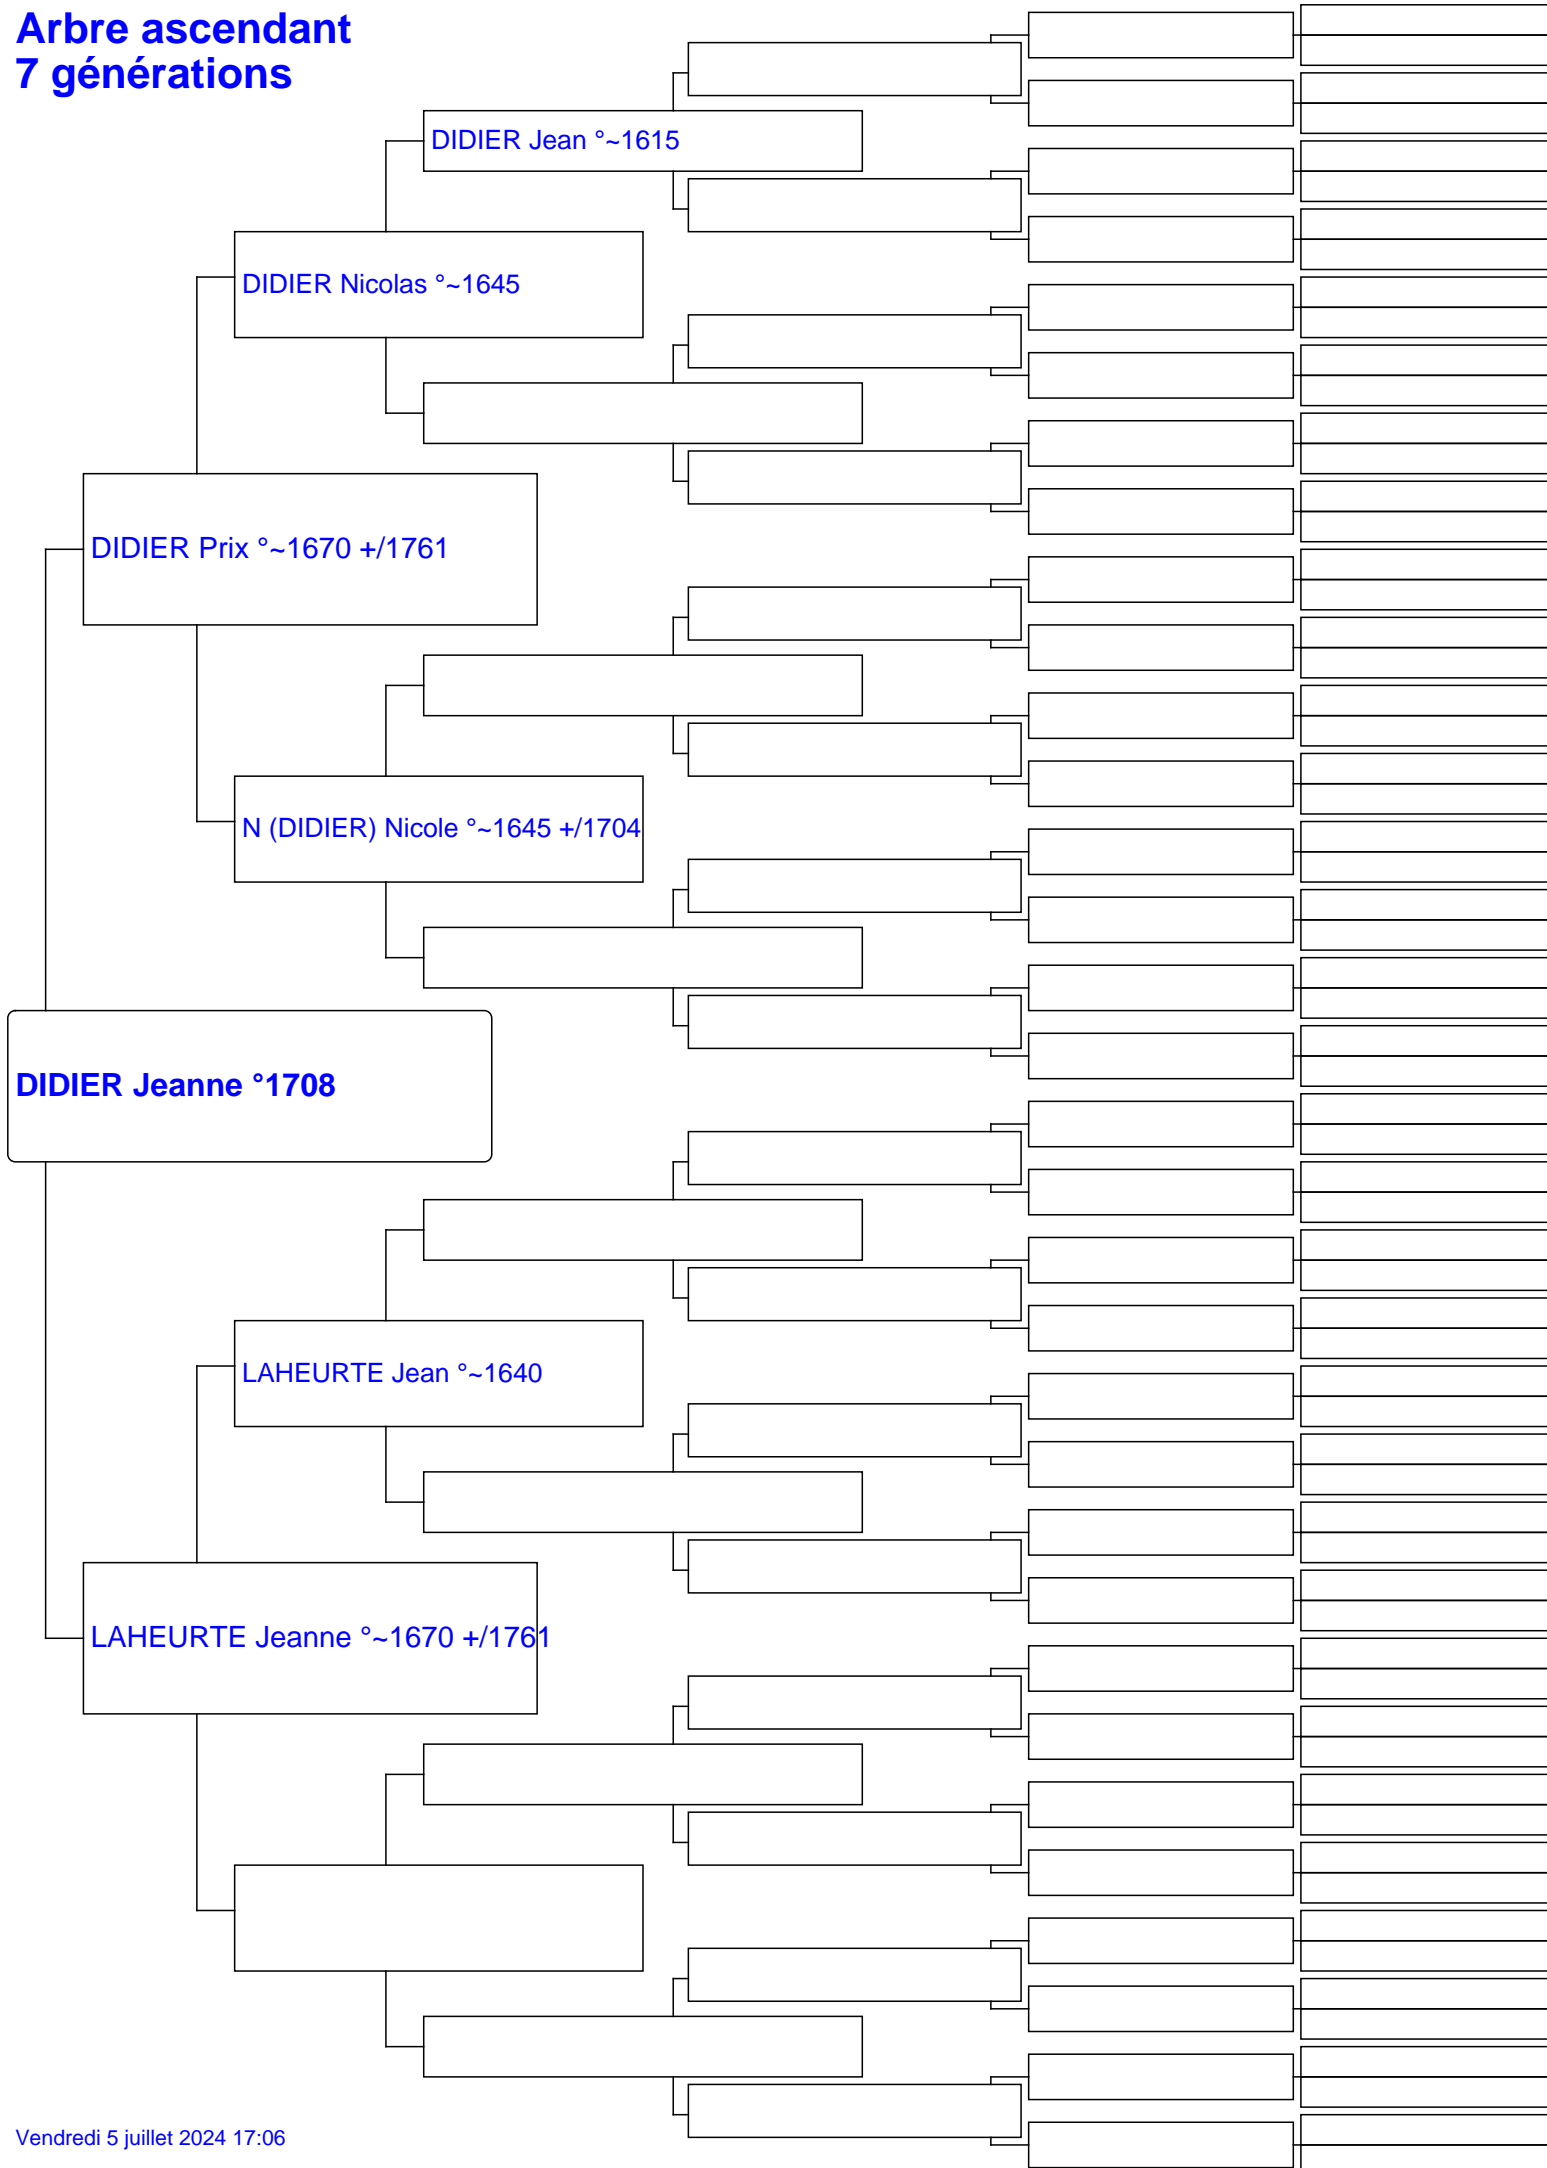 Arbre ascendant
7 générations
DIDIER Jean °~1615
DIDIER Nicolas °~1645
DIDIER Prix °~1670 +/1761
N (DIDIER) Nicole °~1645 +/1704
DIDIER Jeanne °1708
LAHEURTE Jean °~1640
LAHEURTE Jeanne °~1670 +/1761
Vendredi 5 juillet 2024 17:06